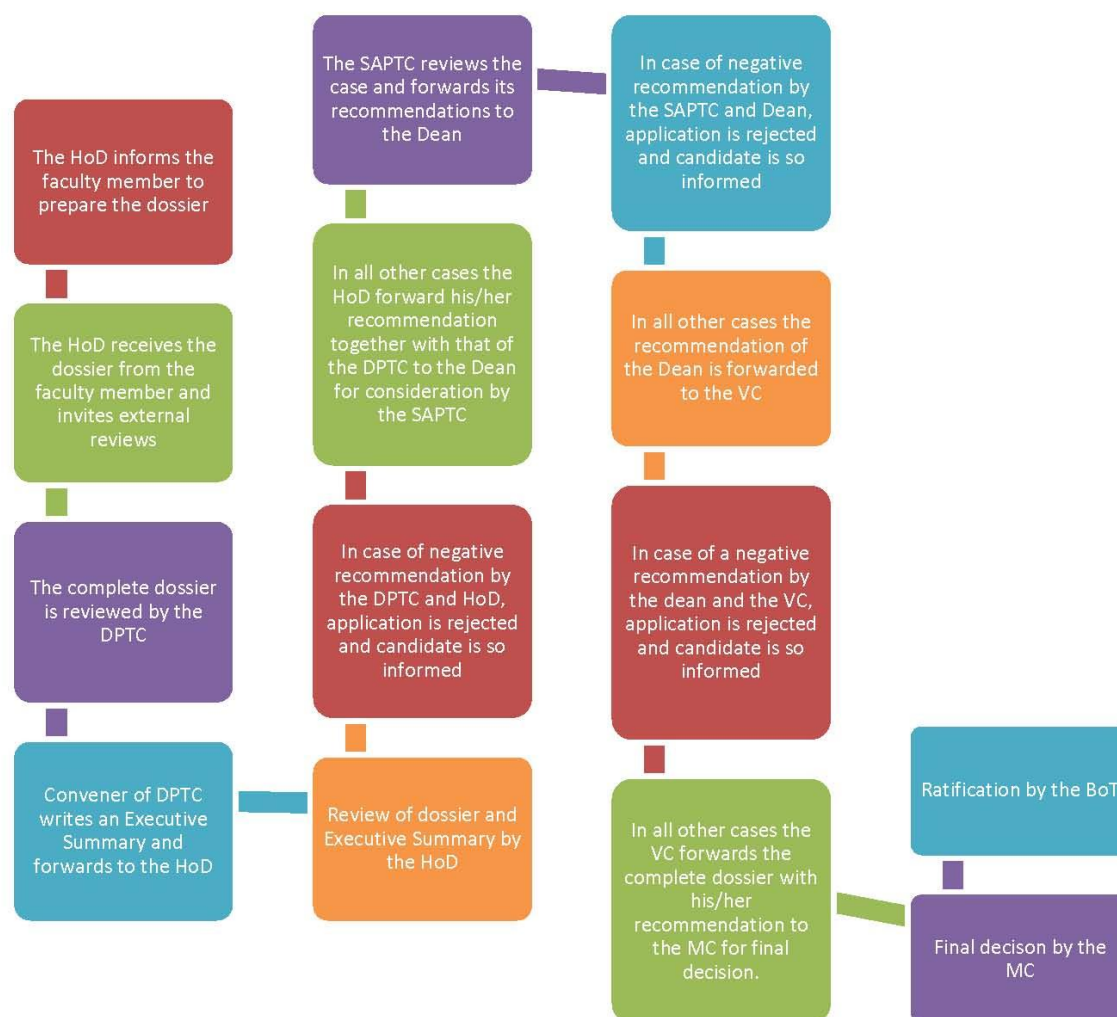 The HoD informs the
faculty member to
prepare the dossier
The HoD receives the
dossier from the
faculty member and
invites external
reviews
The complete dossier
is reviewed by the
DPTC
Convener of DPTC
writes an Executive
Summary and
forwards to the HoD
Review of dossier and
Executive Summary by
the HoD
In case of negative
recommendation by
the DPTC and HoD,
application is rejected
and candidate is so
informed
In all other cases the
HoD forward his/her
recommendation
together with that of
the DPTC to the Dean
for consideration by
the SAPTC
The SAPTC reviews the
case and forwards its
recommendations to
the Dean
In case of negative
recommendation by
the SAPTC and Dean,
application is rejected
and candidate is so
informed
In all other cases the
recommendation of
the Dean is forwarded
to the VC
In case of a negative
recommendation by
the dean and the VC,
application is rejected
and candidate is so
informed
In all other cases the
VC forwards the
complete dossier with
his/her
recommendation to
the MC for final
decision.
Final decison by the
MC
Ratification by the BoT